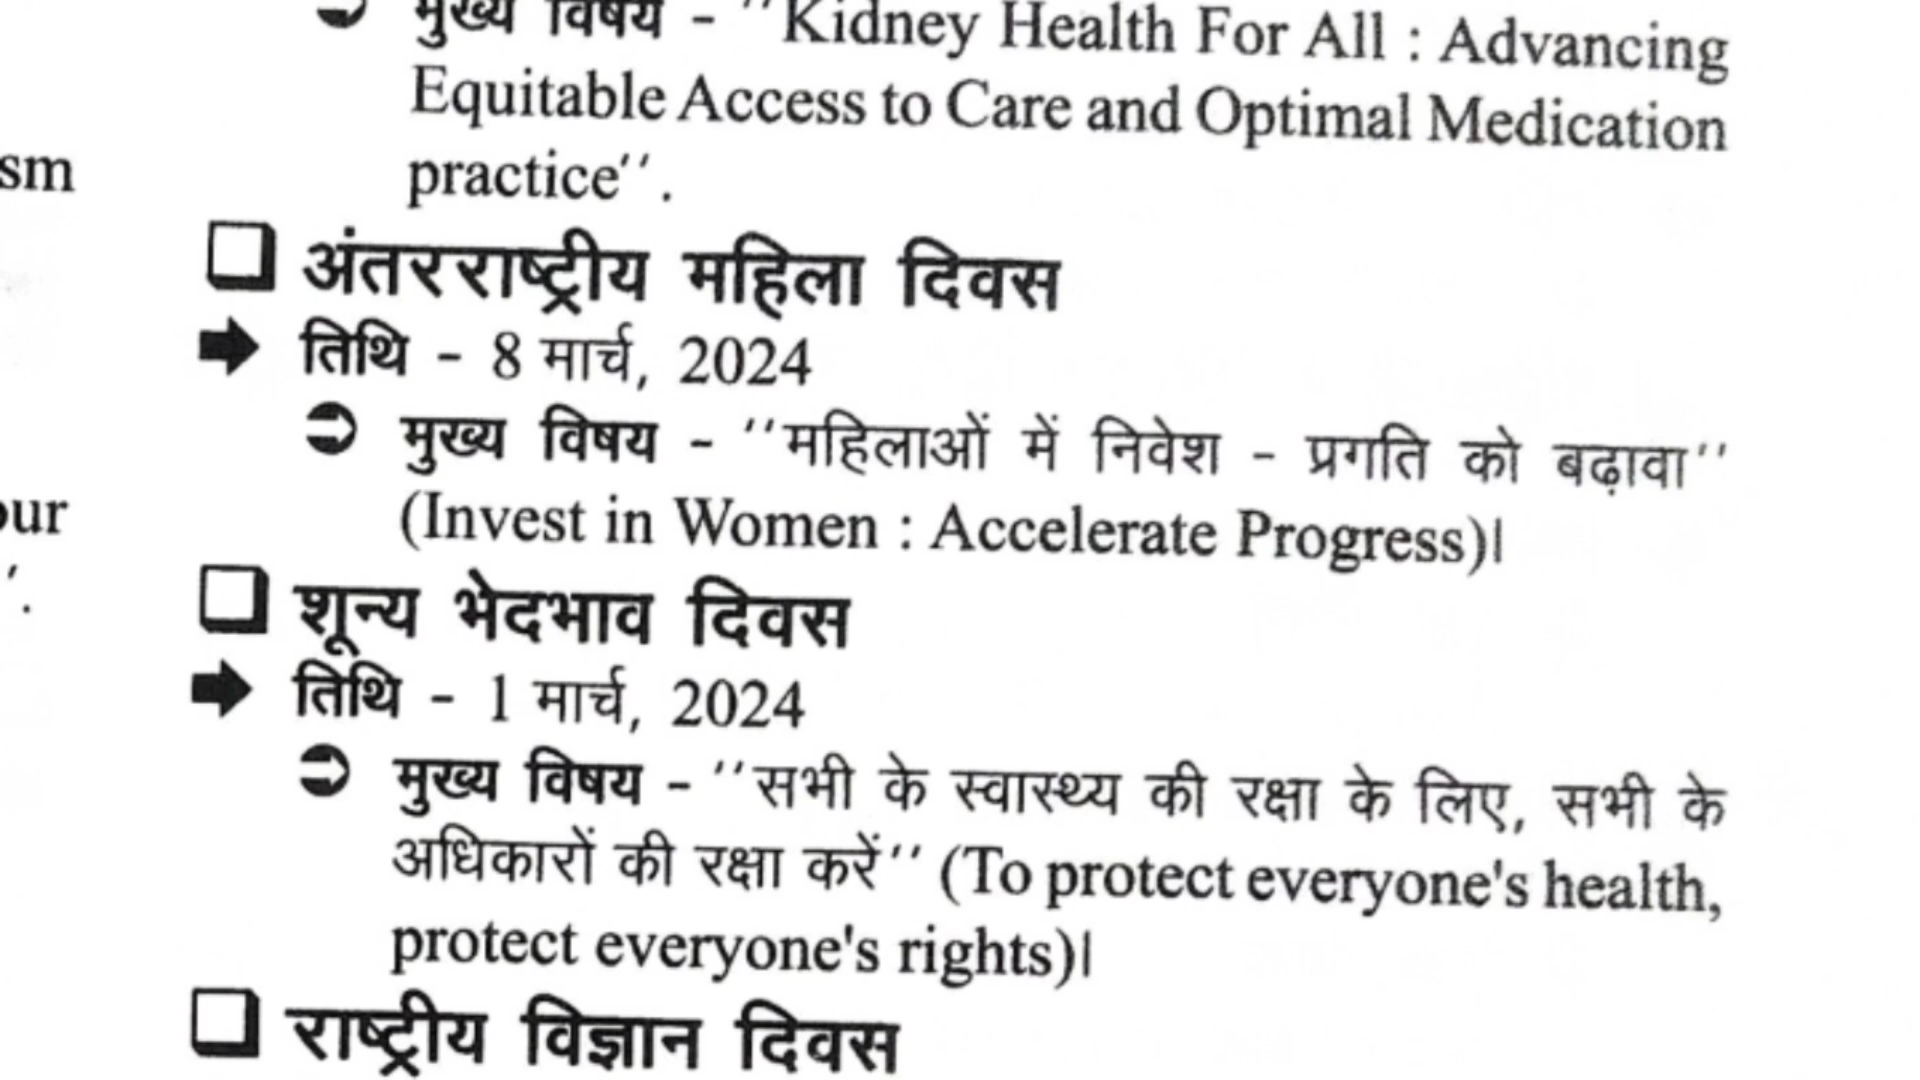 मुख्य विषय - ''Kidney Health For All : Advancing
Equitable Access to Care and Optimal Medication
practice''.
sm
❑ अंतरराष्ट्रीय महिला दिवस
➡ तिथि - 8 मार्च, 2024
➲ मुख्य विषय - ''महिलाओं में निवेश - प्रगति को बढ़ावा''
(Invest in Women : Accelerate Progress)।
our
'.
❑ शून्य भेदभाव दिवस
➡ तिथि - 1 मार्च, 2024
➲ मुख्य विषय - ''सभी के स्वास्थ्य की रक्षा के लिए, सभी के
अधिकारों की रक्षा करें'' (To protect everyone's health,
protect everyone's rights)।
❑ राष्ट्रीय विज्ञान दिवस